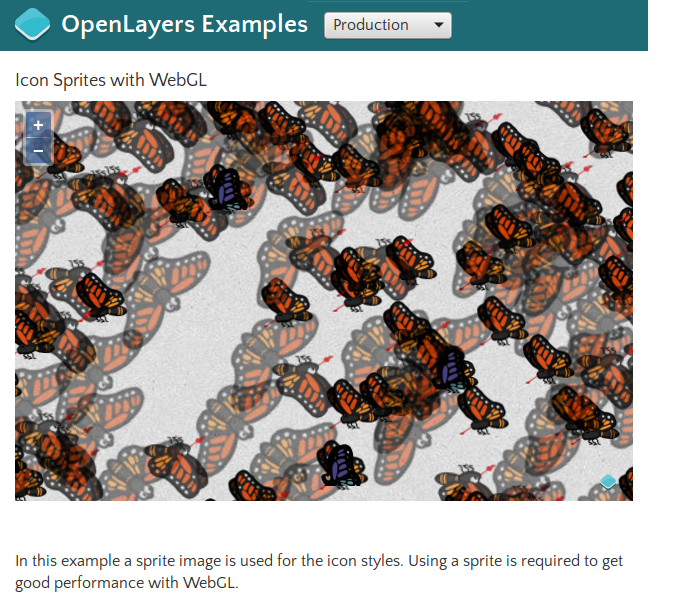 OpenLayers Examples
Production
Icon Sprites with WebGL
+
−
In this example a sprite image is used for the icon styles. Using a sprite is required to get
good performance with WebGL.